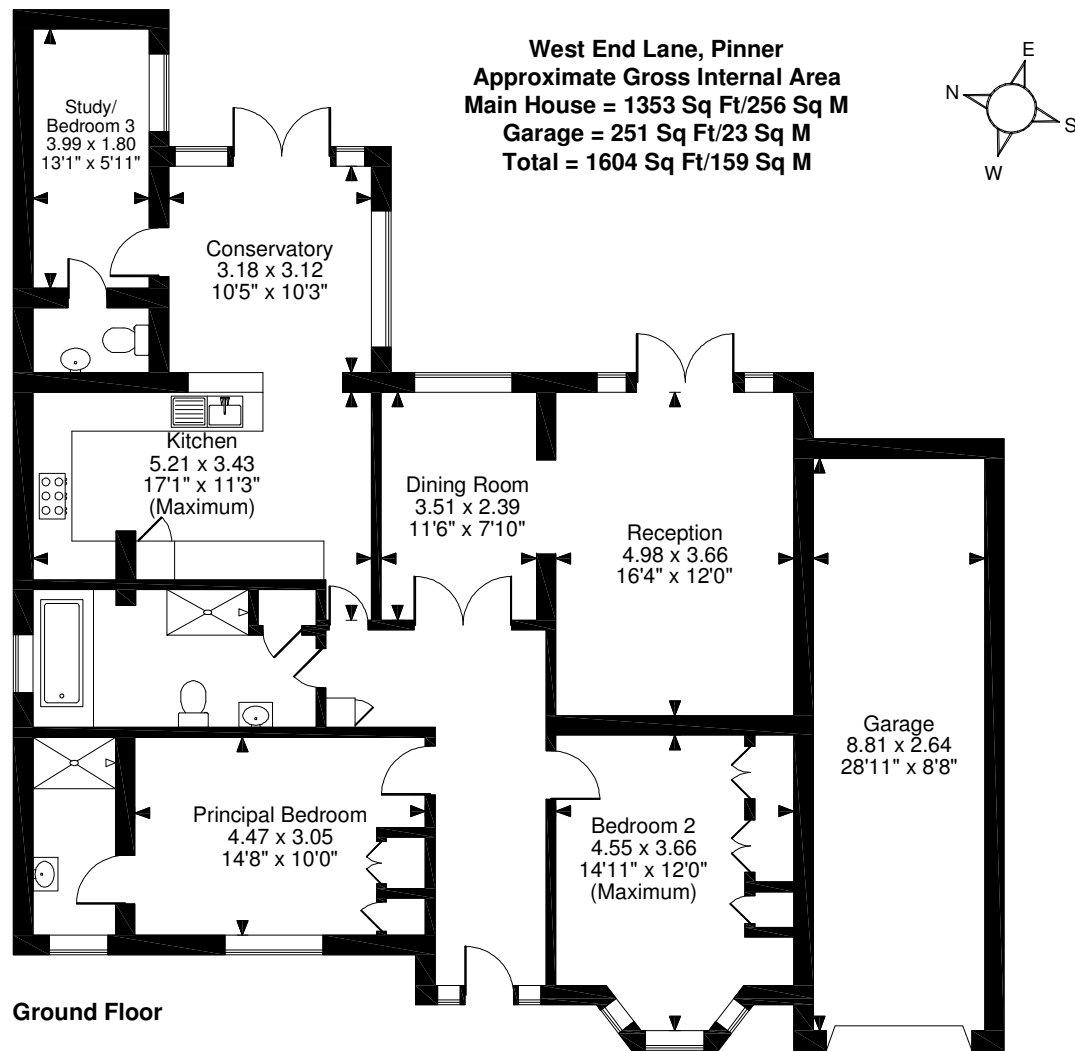 West End Lane, Pinner
Approximate Gross Internal Area
Main House = 1353 Sq Ft/256 Sq M
Garage = 251 Sq Ft/23 Sq M
Total = 1604 Sq Ft/159 Sq M
E
N
S
W
Study/
Bedroom 3
3.99 x 1.80
13'1" x 5'11"
Conservatory
3.18 x 3.12
10'5" x 10'3"
Kitchen
5.21 x 3.43
17'1" x 11'3"
(Maximum)
Dining Room
3.51 x 2.39
11'6" x 7'10"
Reception
4.98 x 3.66
16'4" x 12'0"
Garage
8.81 x 2.64
28'11" x 8'8"
Principal Bedroom
4.47 x 3.05
14'8" x 10'0"
Bedroom 2
4.55 x 3.66
14'11" x 12'0"
(Maximum)
Ground Floor